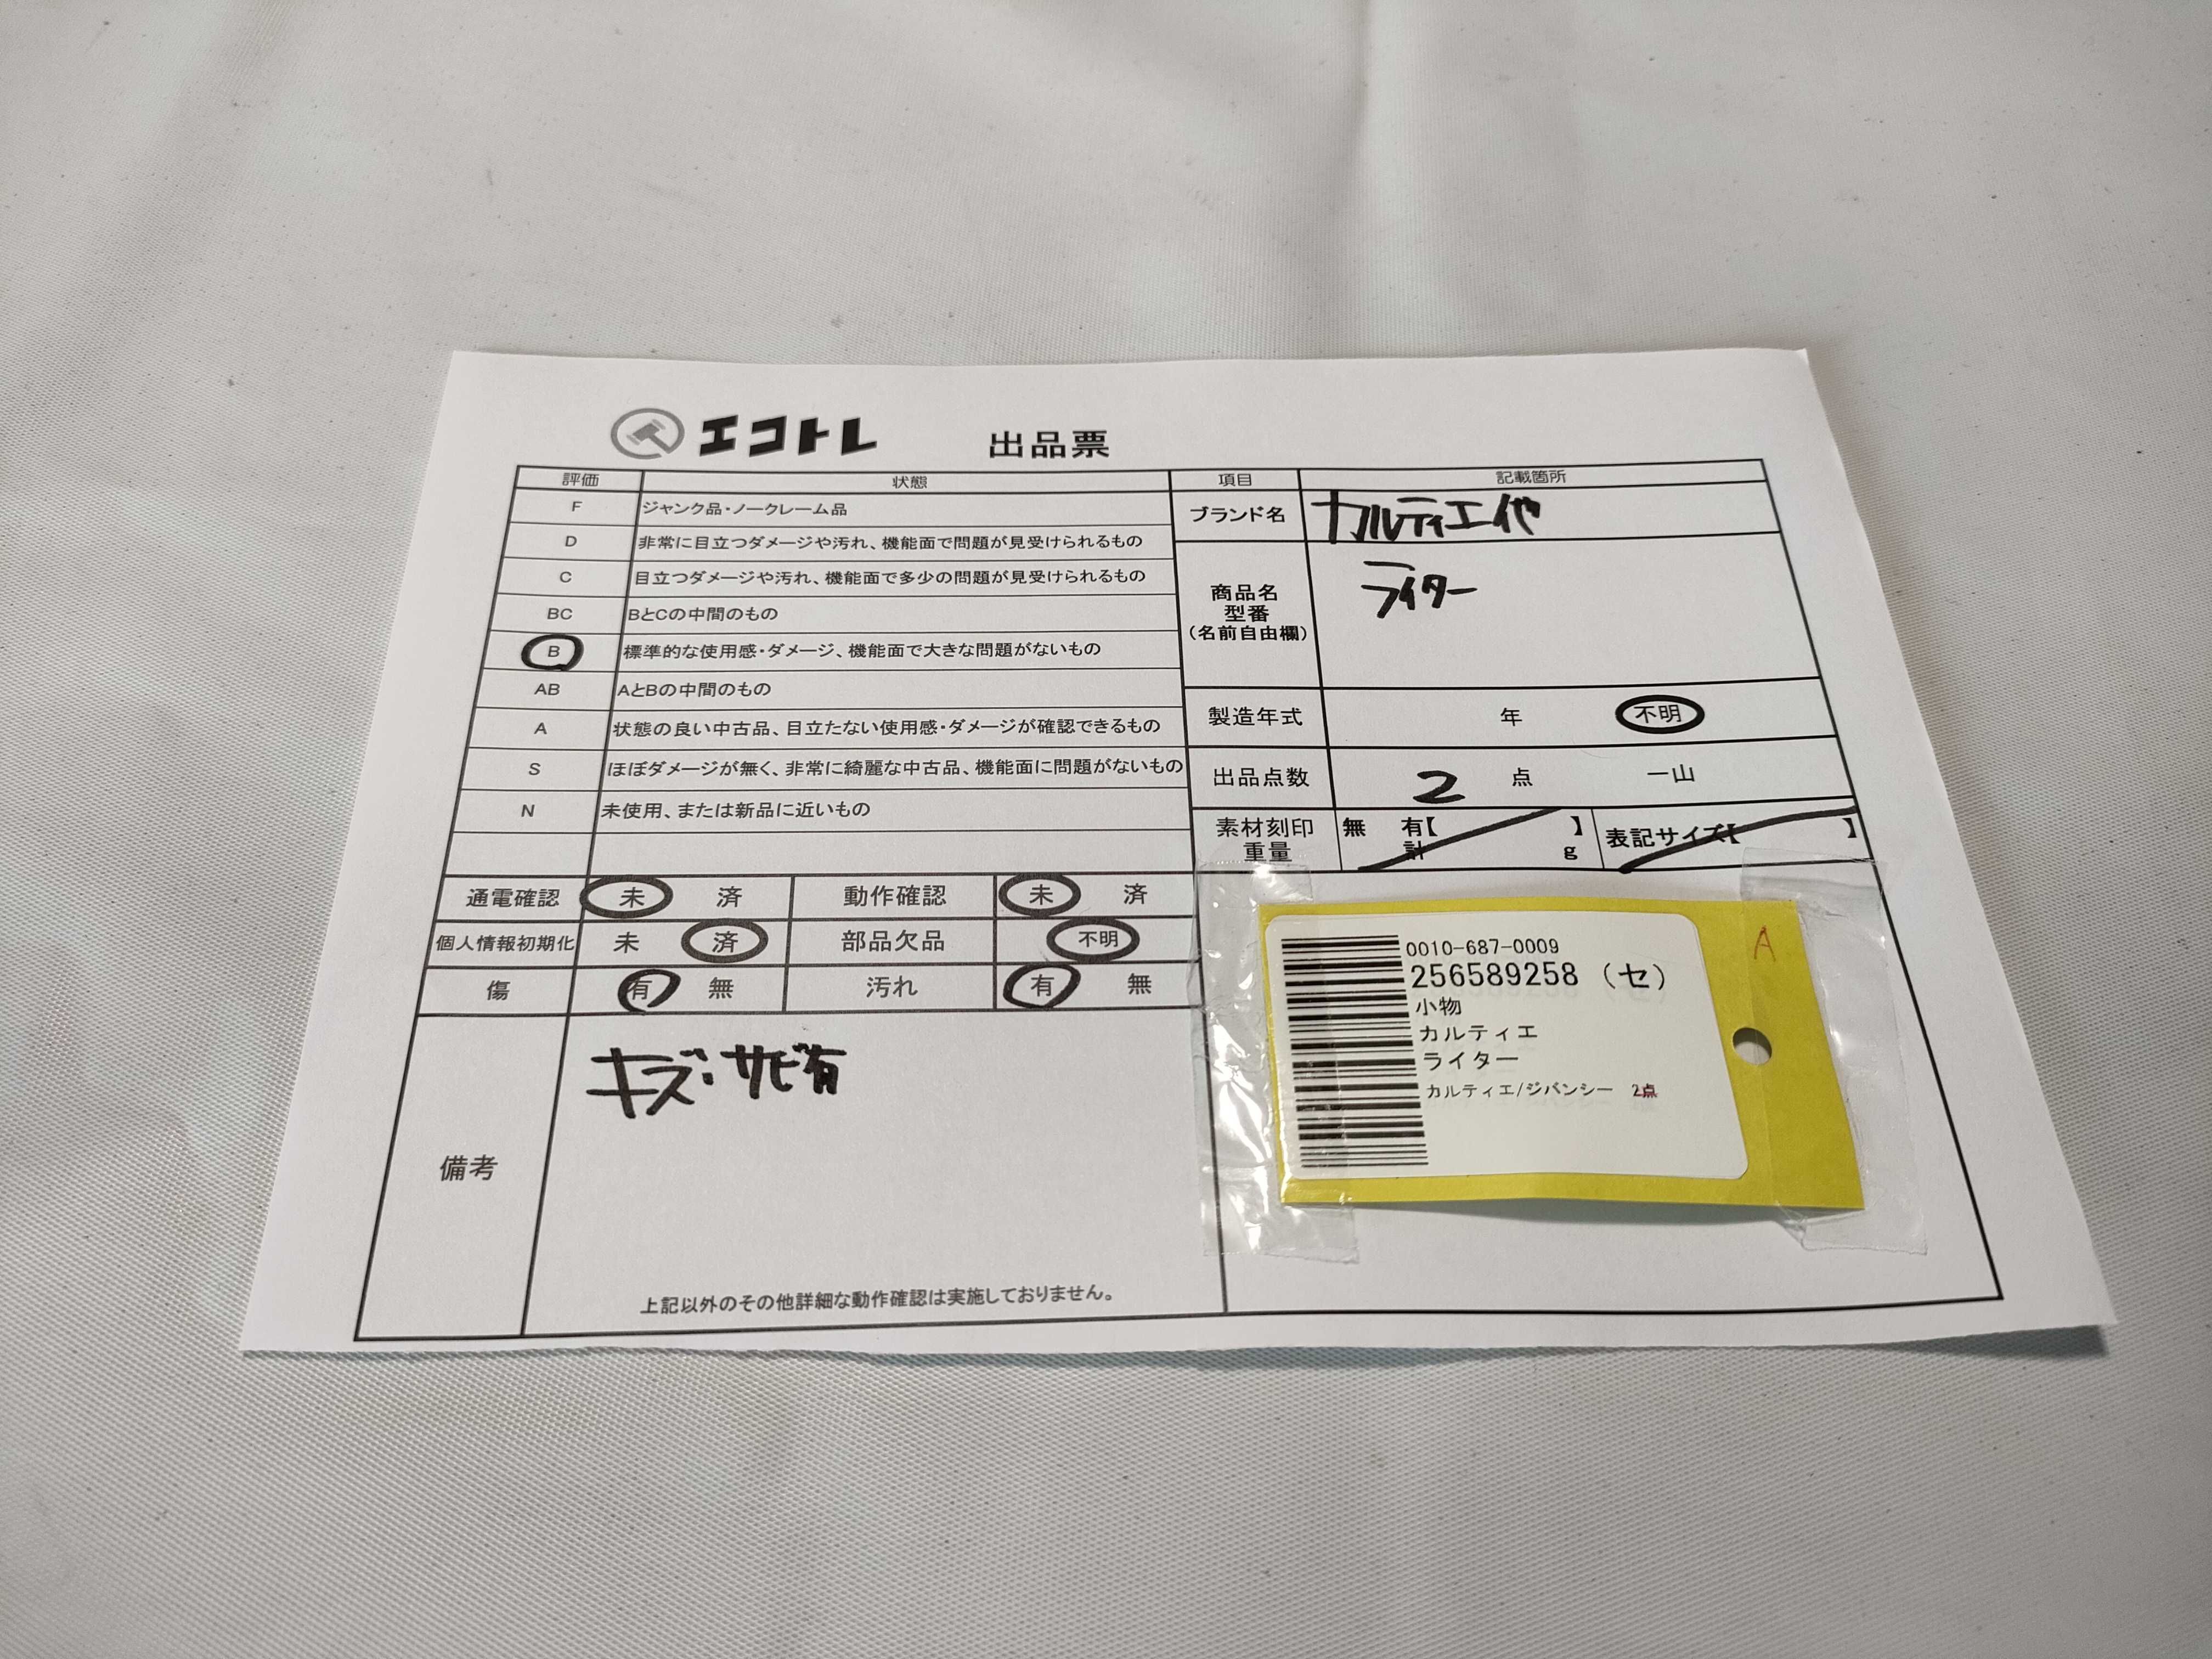 エコトレ 出品票
評価 状態
F ジャンク品・ノークレーム品
D 非常に目立つダメージや汚れ、機能面で問題が見受けられるもの
C 目立つダメージや汚れ、機能面で多少の問題が見受けられるもの
BC BとCの中間のもの
B 標準的な使用感・ダメージ、機能面で大きな問題がないもの
AB AとBの中間のもの
A 状態の良い中古品、目立たない使用感・ダメージが確認できるもの
S ほぼダメージが無く、非常に綺麗な中古品、機能面に問題がないもの
N 未使用、または新品に近いもの
項目 記載箇所
ブランド名 カルティエ他
商品名
型番
(名前自由欄)
ライター
製造年式 年 不明
出品点数 2 点 一山
素材刻印 無 有【 】 表記サイズ【 】
重量 計 g
通電確認 未 済 動作確認 未 済
個人情報初期化 未 済 部品欠品 不明
傷 有 無 汚れ 有 無
備考
キズ・サビ有
上記以外のその他詳細な動作確認は実施しておりません。
0010-687-0009
256589258 (セ)
小物
カルティエ
ライター
カルティエ/ジバンシー 2点
A